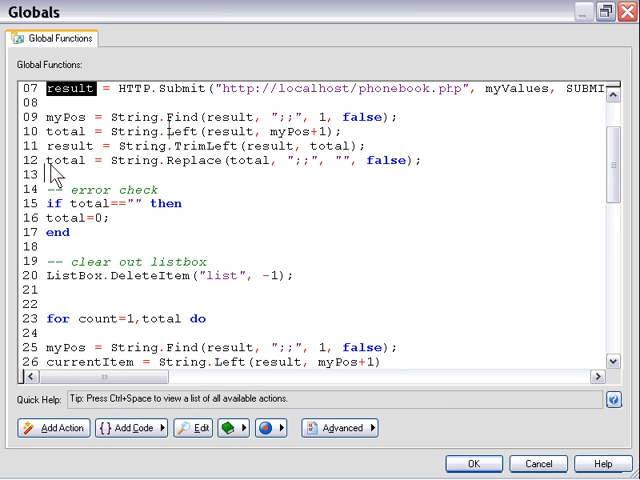 Globals
Global Functions
Global Functions:
07 result = HTTP.Submit("http://localhost/phonebook.php", myValues, SUBMI
08
09 myPos = String.Find(result, ";;", 1, false);
10 total = String.Left(result, myPos+1);
11 result = String.TrimLeft(result, total);
12 total = String.Replace(total, ";;", "", false);
13
14 -- error check
15 if total=="" then
16 total=0;
17 end
18
19 -- clear out listbox
20 ListBox.DeleteItem("list", -1);
21
22
23 for count=1,total do
24
25 myPos = String.Find(result, ";;", 1, false);
26 currentItem = String.Left(result, myPos+1)
Quick Help: Tip: Press Ctrl+Space to view a list of all available actions.
Add Action { } Add Code Edit Advanced
OK Cancel Help